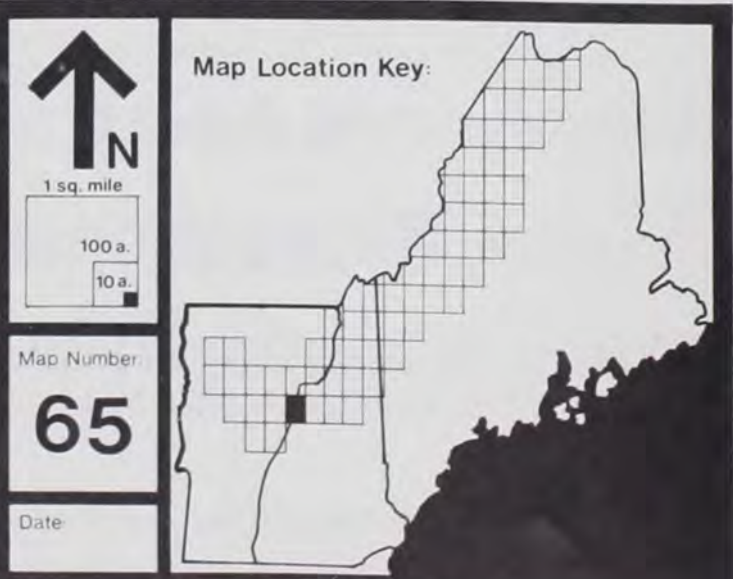 N
1 sq. mile
100 a.
10 a.
Map Number:
65
Date:
Map Location Key: